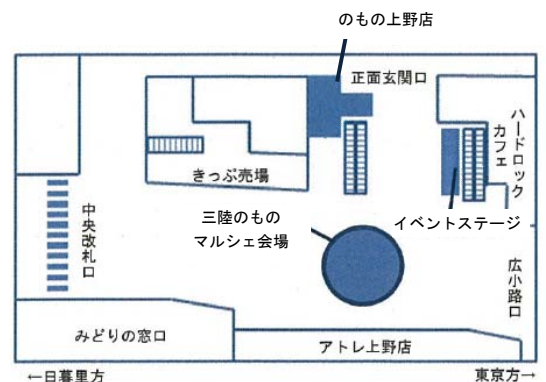 のもの上野店
正面玄関口
ハードロック
カフェ
きっぷ売場
中央改札口
三陸のもの
マルシェ会場
イベントステージ
広小路口
みどりの窓口
アトレ上野店
←日暮里方
東京方→